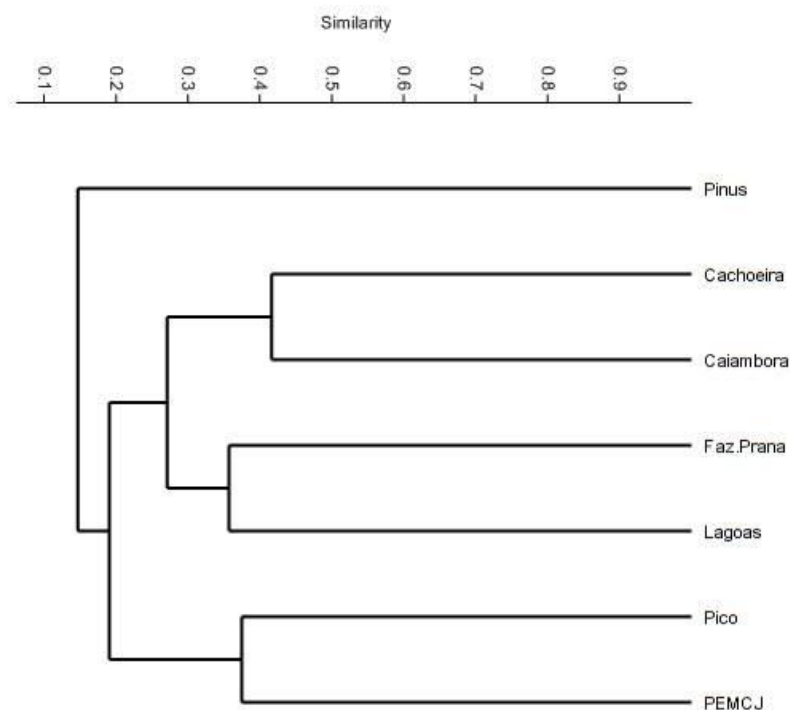 Similarity
0.1 0.2 0.3 0.4 0.5 0.6 0.7 0.8 0.9
Pinus
Cachoeira
Caiambora
Faz.Prana
Lagoas
Pico
PEMCJ